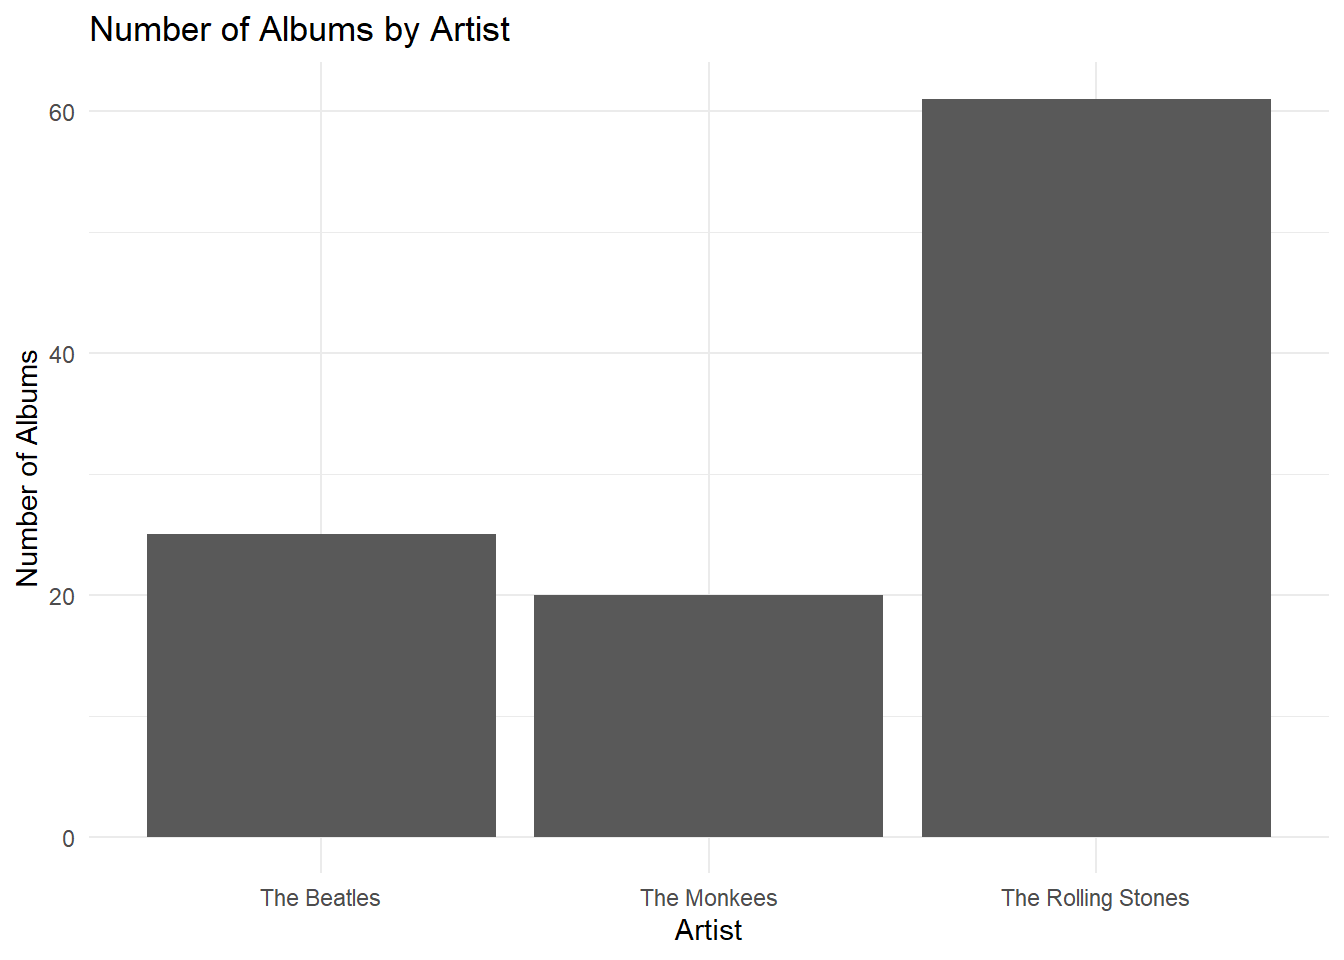 Number of Albums by Artist
Number of Albums
60
40
20
0
The Beatles
The Monkees
The Rolling Stones
Artist